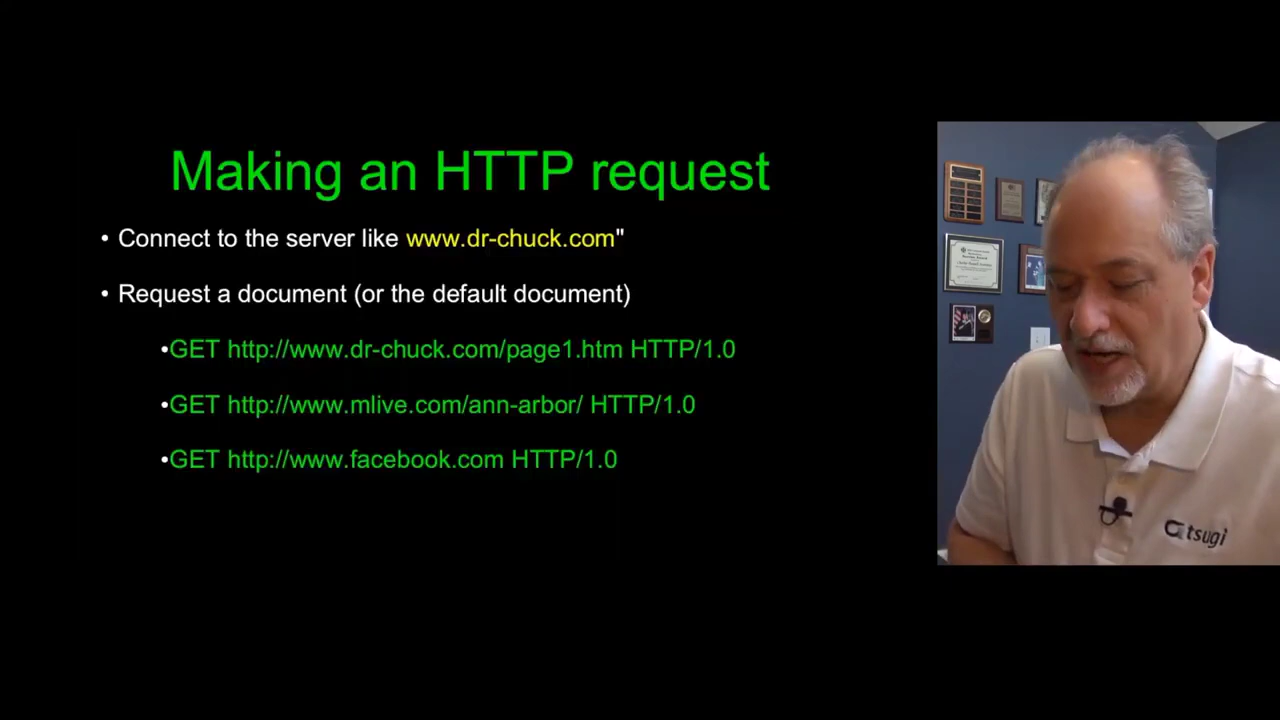 Making an HTTP request
• Connect to the server like www.dr-chuck.com"
• Request a document (or the default document)
•GET http://www.dr-chuck.com/page1.htm HTTP/1.0
•GET http://www.mlive.com/ann-arbor/ HTTP/1.0
•GET http://www.facebook.com HTTP/1.0
tsugi